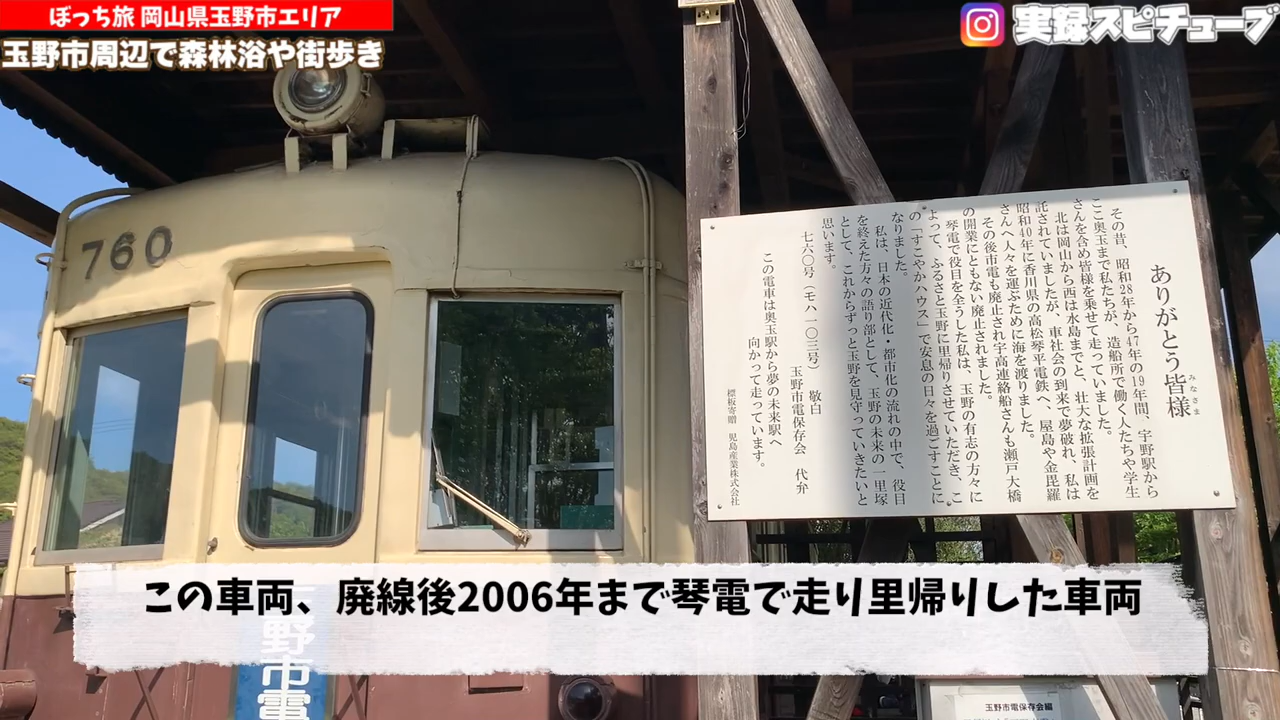 ぼっち旅 岡山県玉野市エリア
玉野市周辺で森林浴や街歩き
実録スピチューブ
760
ありがとう皆様
みなさま
その昔、昭和28年から47年の19年間、宇野駅から
ここ奥玉まで私たちが、造船所で働く人たちや学生
さんを含め皆様を乗せて走っていました。
北は岡山から西は水島までと、壮大な拡張計画を
託されていましたが、車社会の到来で夢破れ、私は
昭和40年に香川県の高松琴平電鉄へ、屋島や金毘羅
さんへ人々を運ぶために海を渡りました。
その後市電も廃止され宇高連絡船さんも瀬戸大橋
の開業にともない廃止されました。
琴電で役目を全うした私は、玉野の有志の方々に
よって、ふるさと玉野に里帰りさせていただき、こ
の「すこやかハウス」で安息の日々を過ごすことに
なりました。
私は、日本の近代化・都市化の流れの中で、役目
を終えた方々の語り部として、玉野の未来の一里塚
として、これからずっと玉野を見守っていきたいと
思います。
敬白
七六〇号（モハ一〇三号）
玉野市電保存会 代弁
この電車は奥玉駅から夢の未来駅へ
向かって走っています。
標板寄贈 児島産業株式会社
この車両、廃線後2006年まで琴電で走り里帰りした車両
野市電
玉野市電保存会編